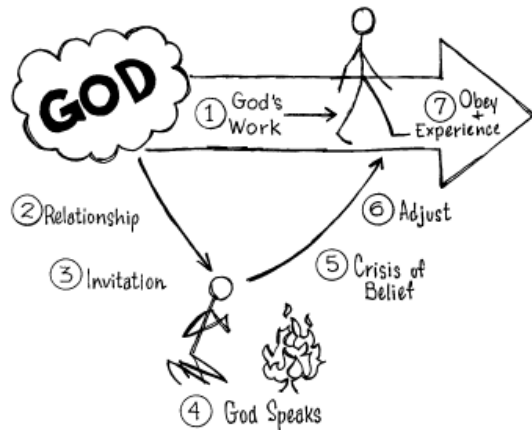 GOD
① God's
Work
⑦ Obey
+
Experience
② Relationship
③ Invitation
④ God Speaks
⑤ Crisis of
Belief
⑥ Adjust